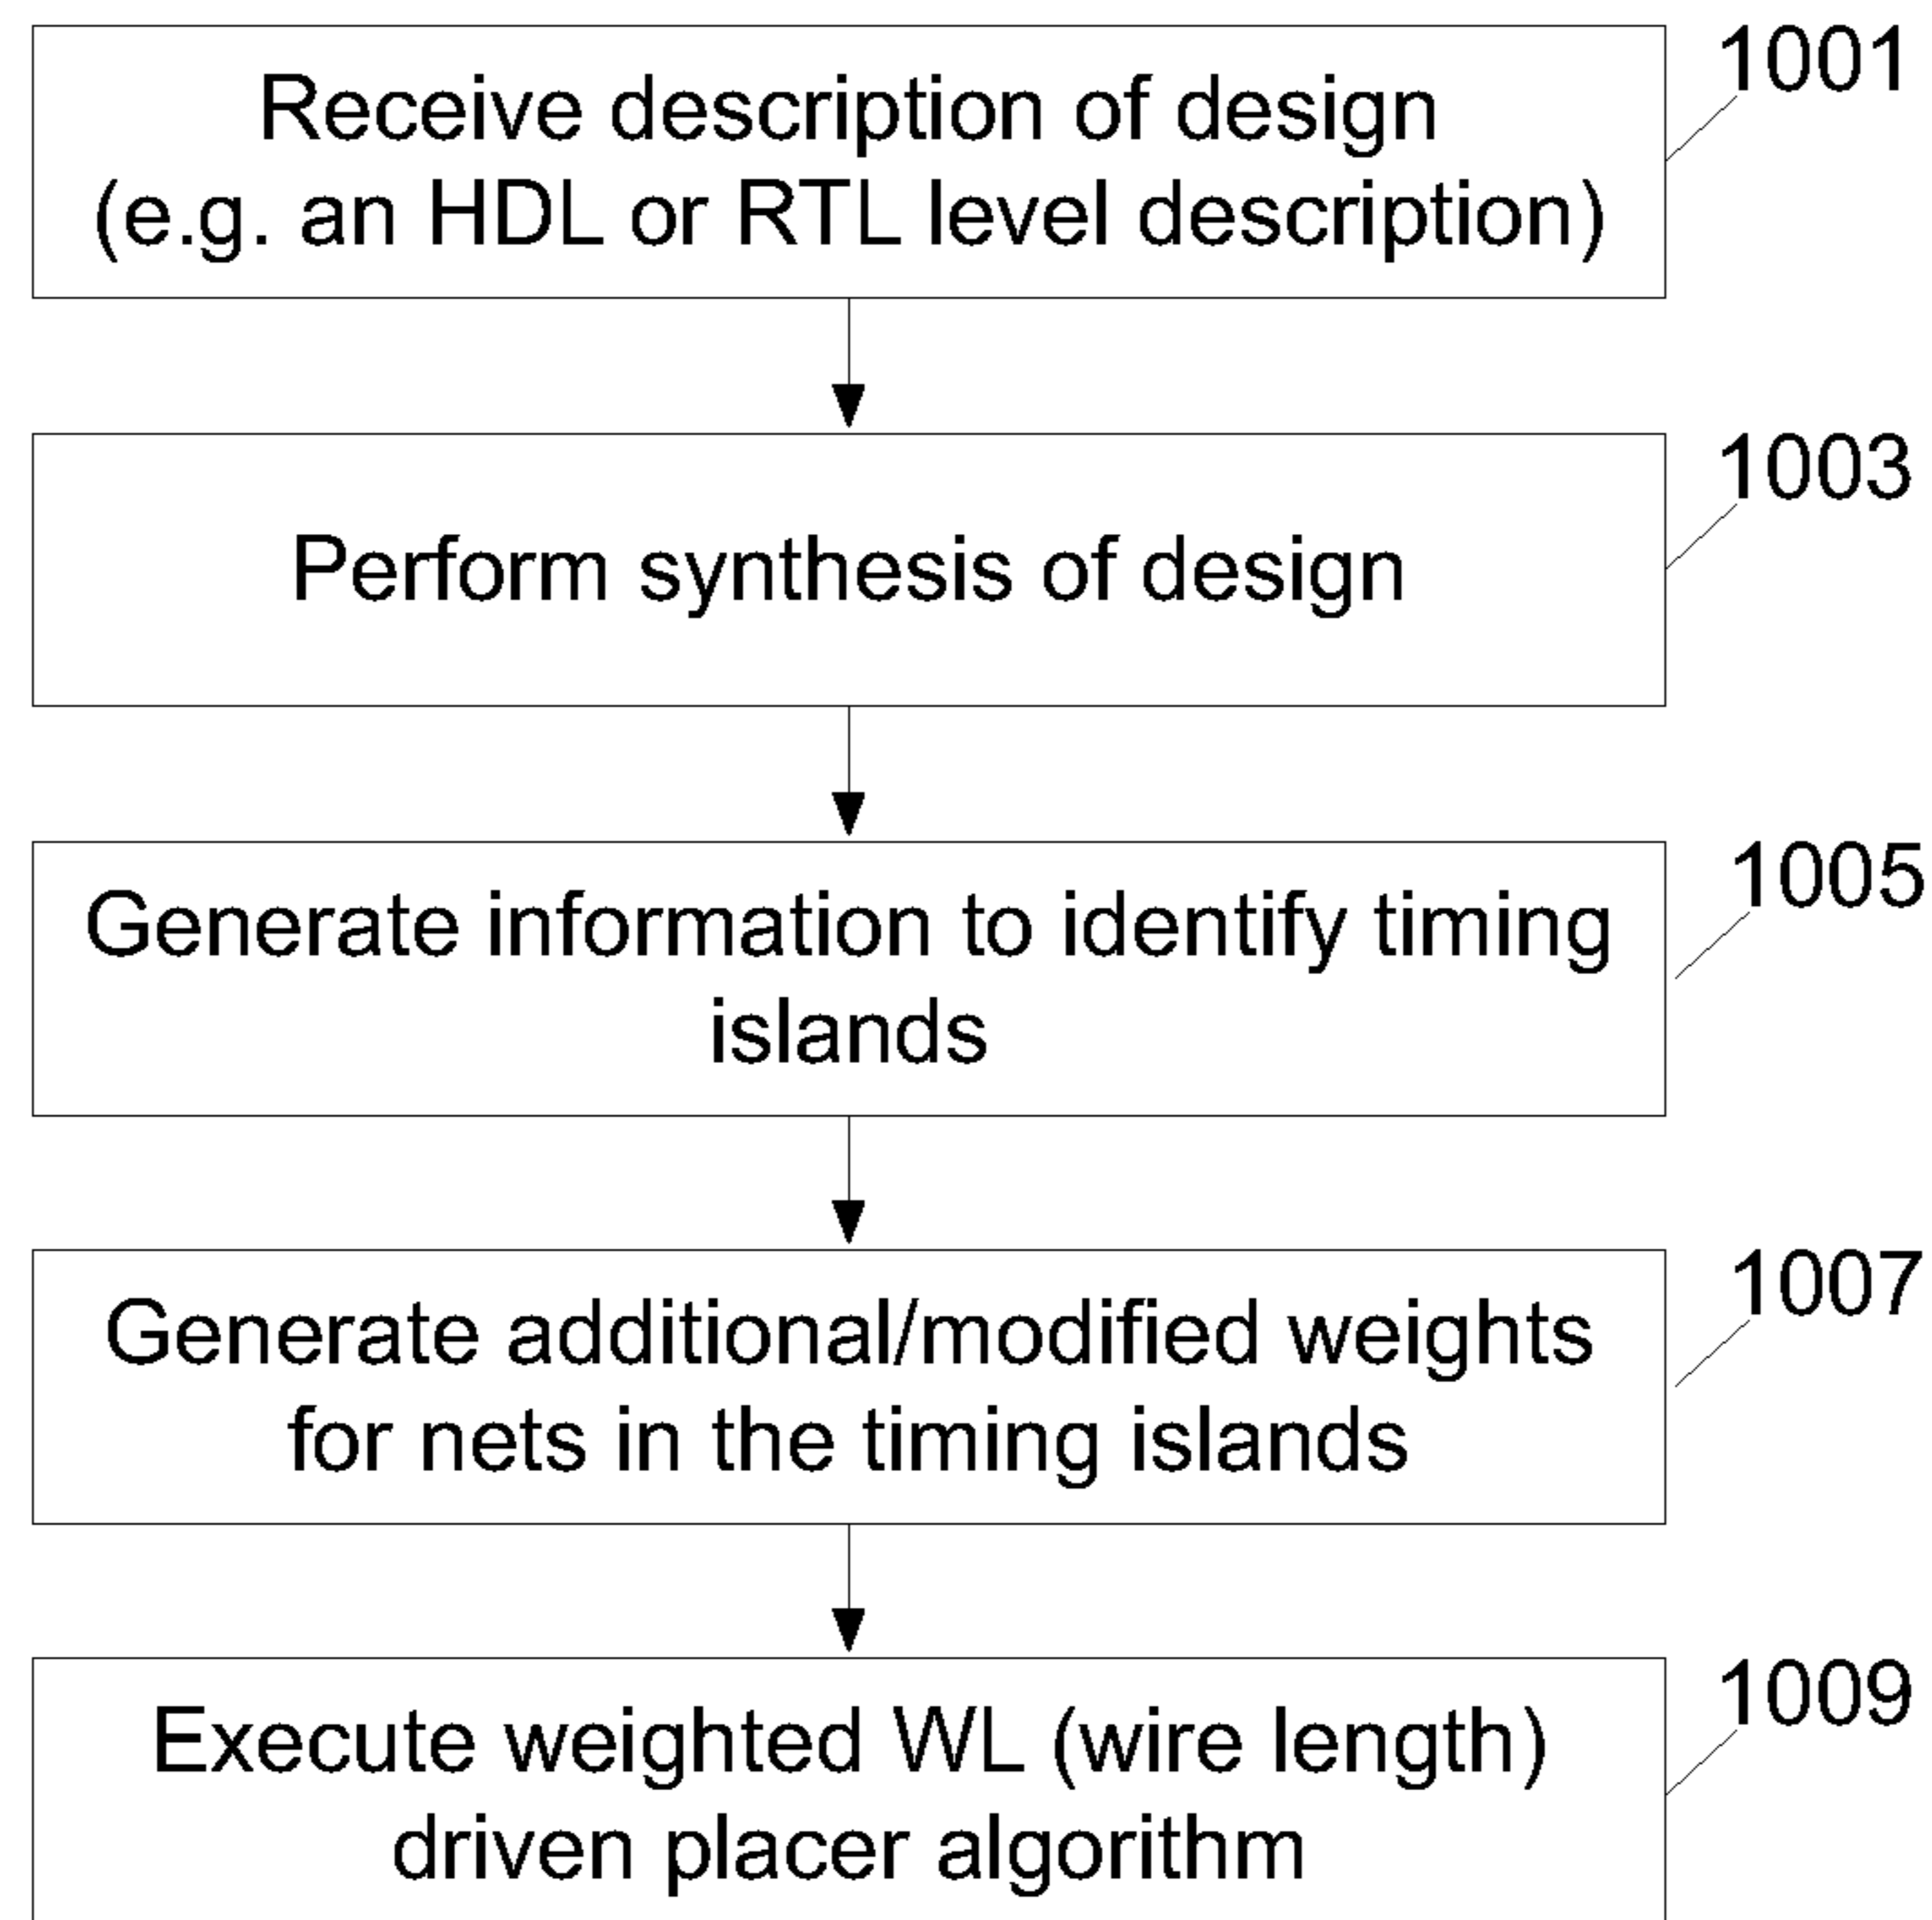 Receive description of design
(e.g. an HDL or RTL level description)
1001
Perform synthesis of design
1003
Generate information to identify timing
islands
1005
Generate additional/modified weights
for nets in the timing islands
1007
Execute weighted WL (wire length)
driven placer algorithm
1009